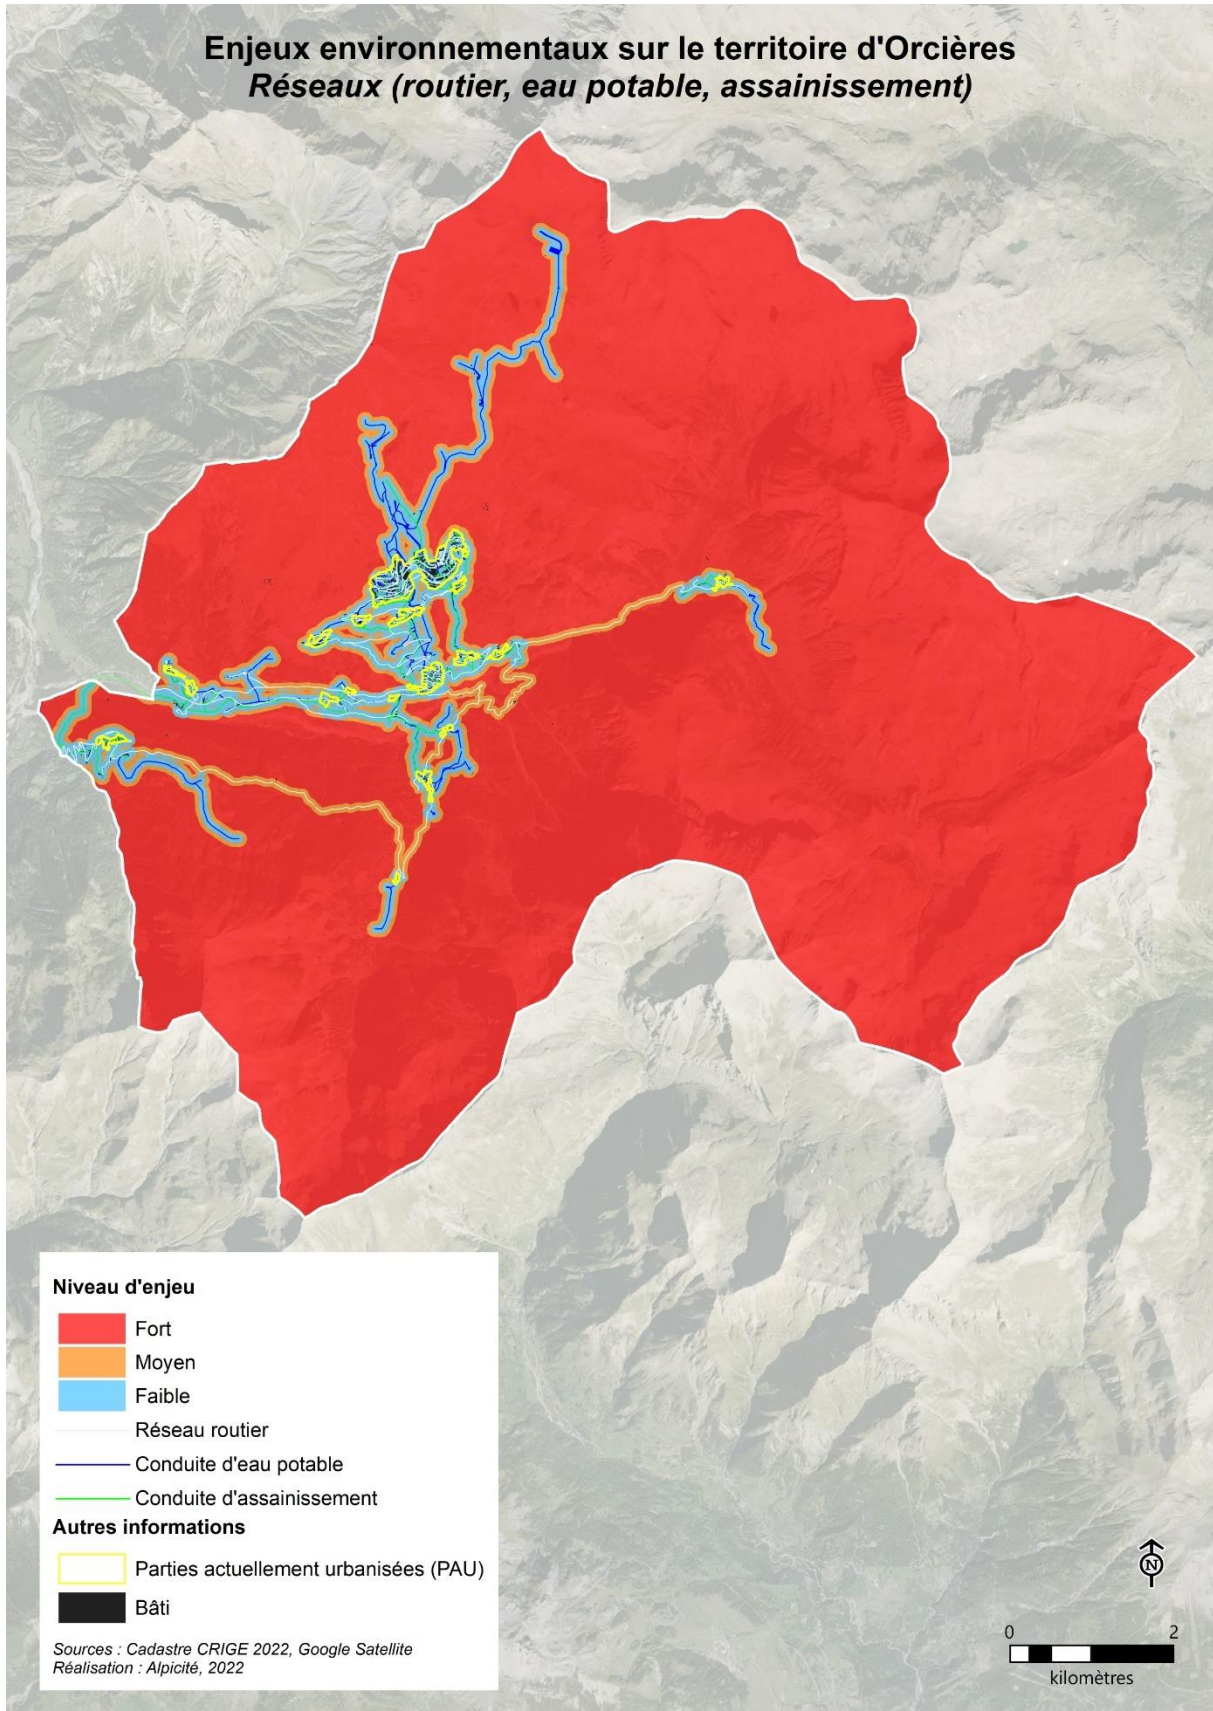 Enjeux environnementaux sur le territoire d'Orcières
Réseaux (routier, eau potable, assainissement)
Niveau d'enjeu
Fort
Moyen
Faible
Réseau routier
Conduite d'eau potable
Conduite d'assainissement
Autres informations
Parties actuellement urbanisées (PAU)
Bâti
Sources : Cadastre CRIGE 2022, Google Satellite
Réalisation : Alpicité, 2022
N
0 2
kilomètres